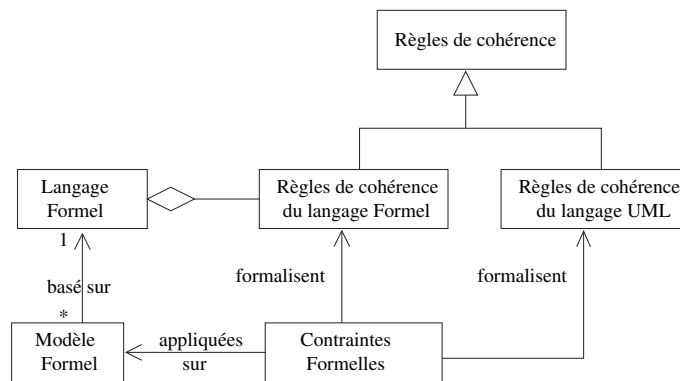 Règles de cohérence
Langage
Formel
Règles de cohérence
du langage Formel
Règles de cohérence
du langage UML
1
formalisent
formalisent
basé sur
*
Modèle
Formel
appliquées
sur
Contraintes
Formelles